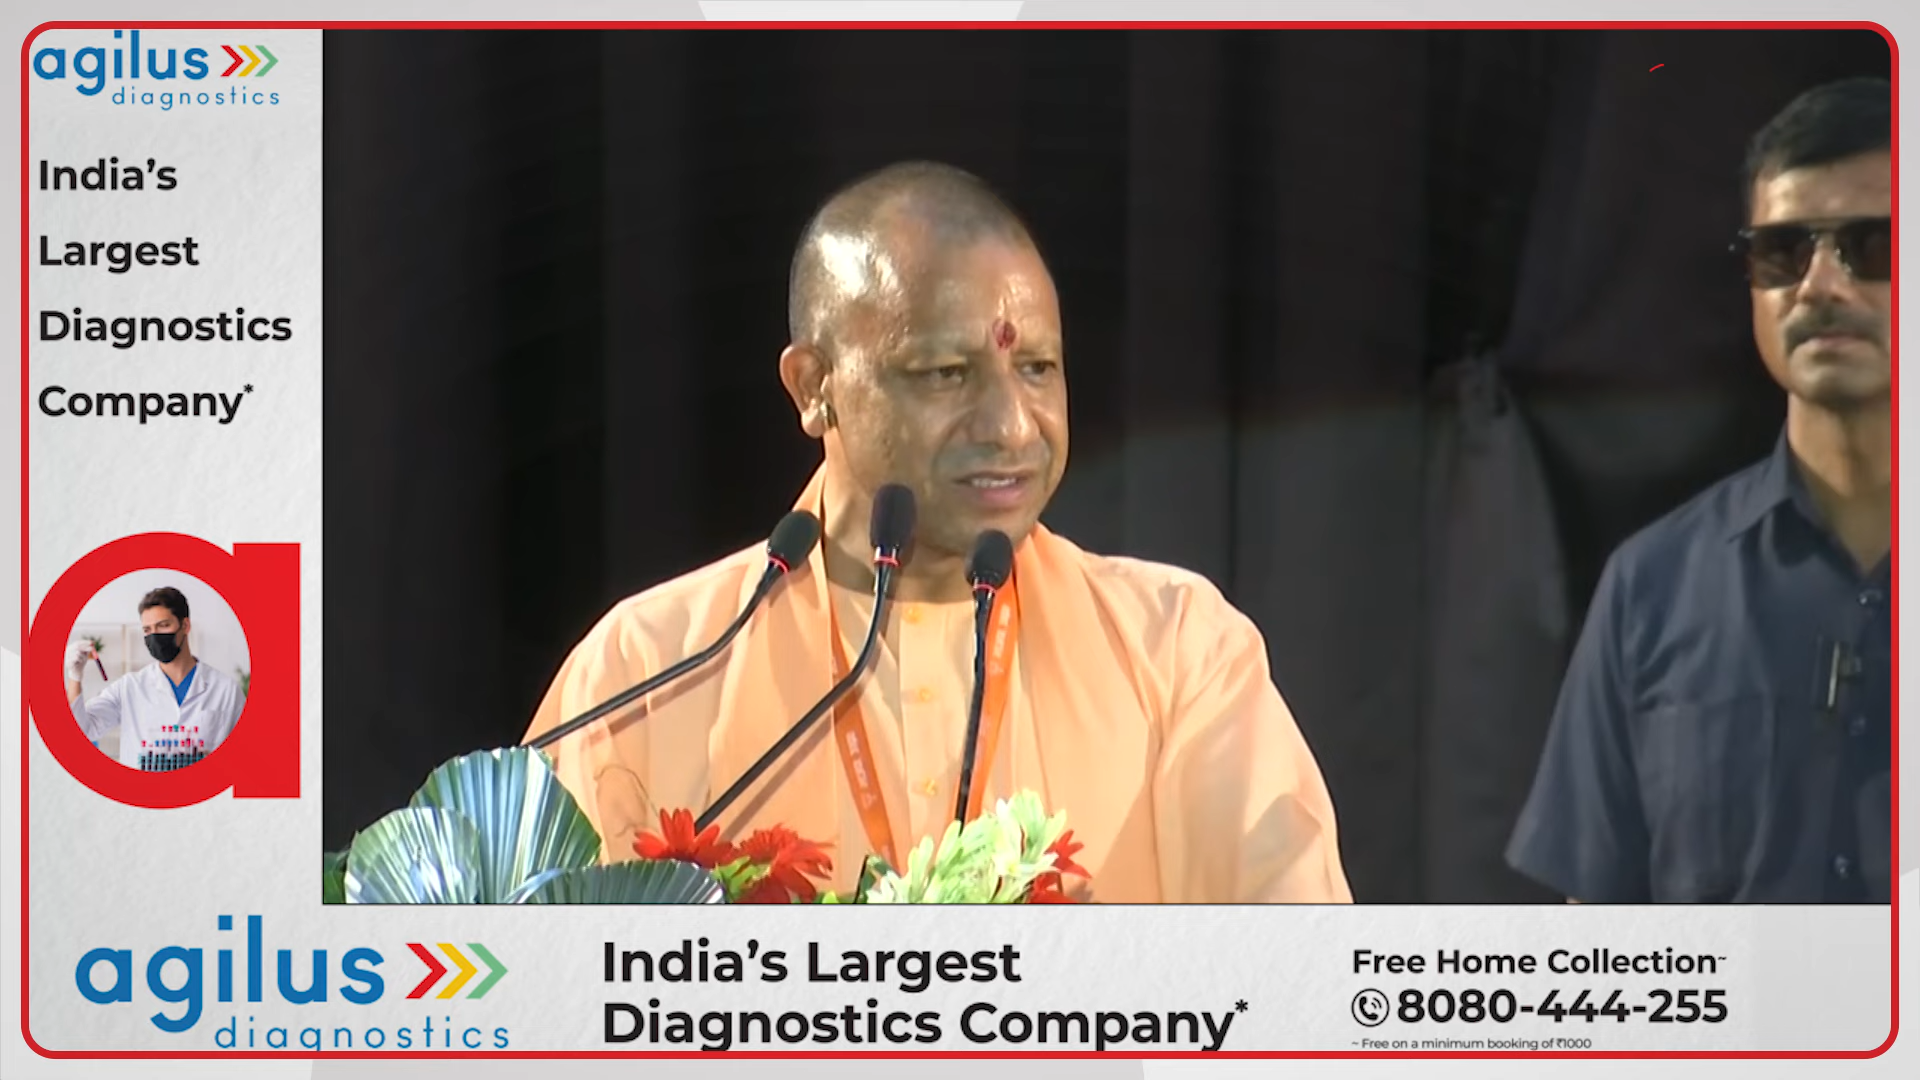 agilus
diagnostics
India's
Largest
Diagnostics
Company*
agilus
diagnostics
India's Largest
Diagnostics Company*
Free Home Collection~
8080-444-255
~ Free on a minimum booking of ₹1000